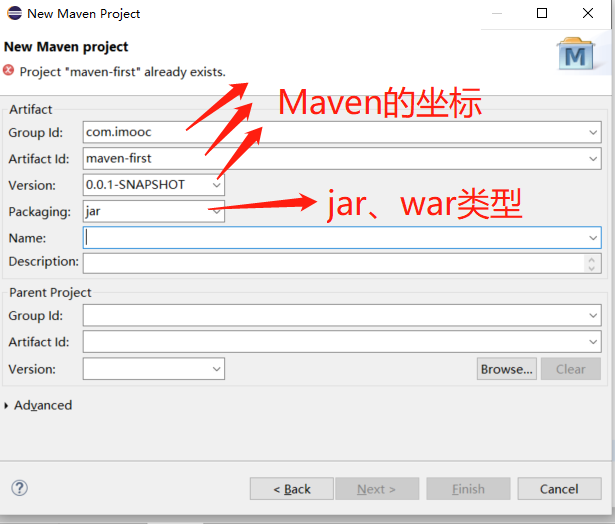 New Maven Project
New Maven project
Project "maven-first" already exists.
M
Artifact
Maven的坐标
Group Id: com.imooc
Artifact Id: maven-first
Version: 0.0.1-SNAPSHOT
Packaging: jar
jar、war类型
Name:
Description:
Parent Project
Group Id:
Artifact Id:
Version:
Browse... Clear
Advanced
? < Back Next > Finish Cancel